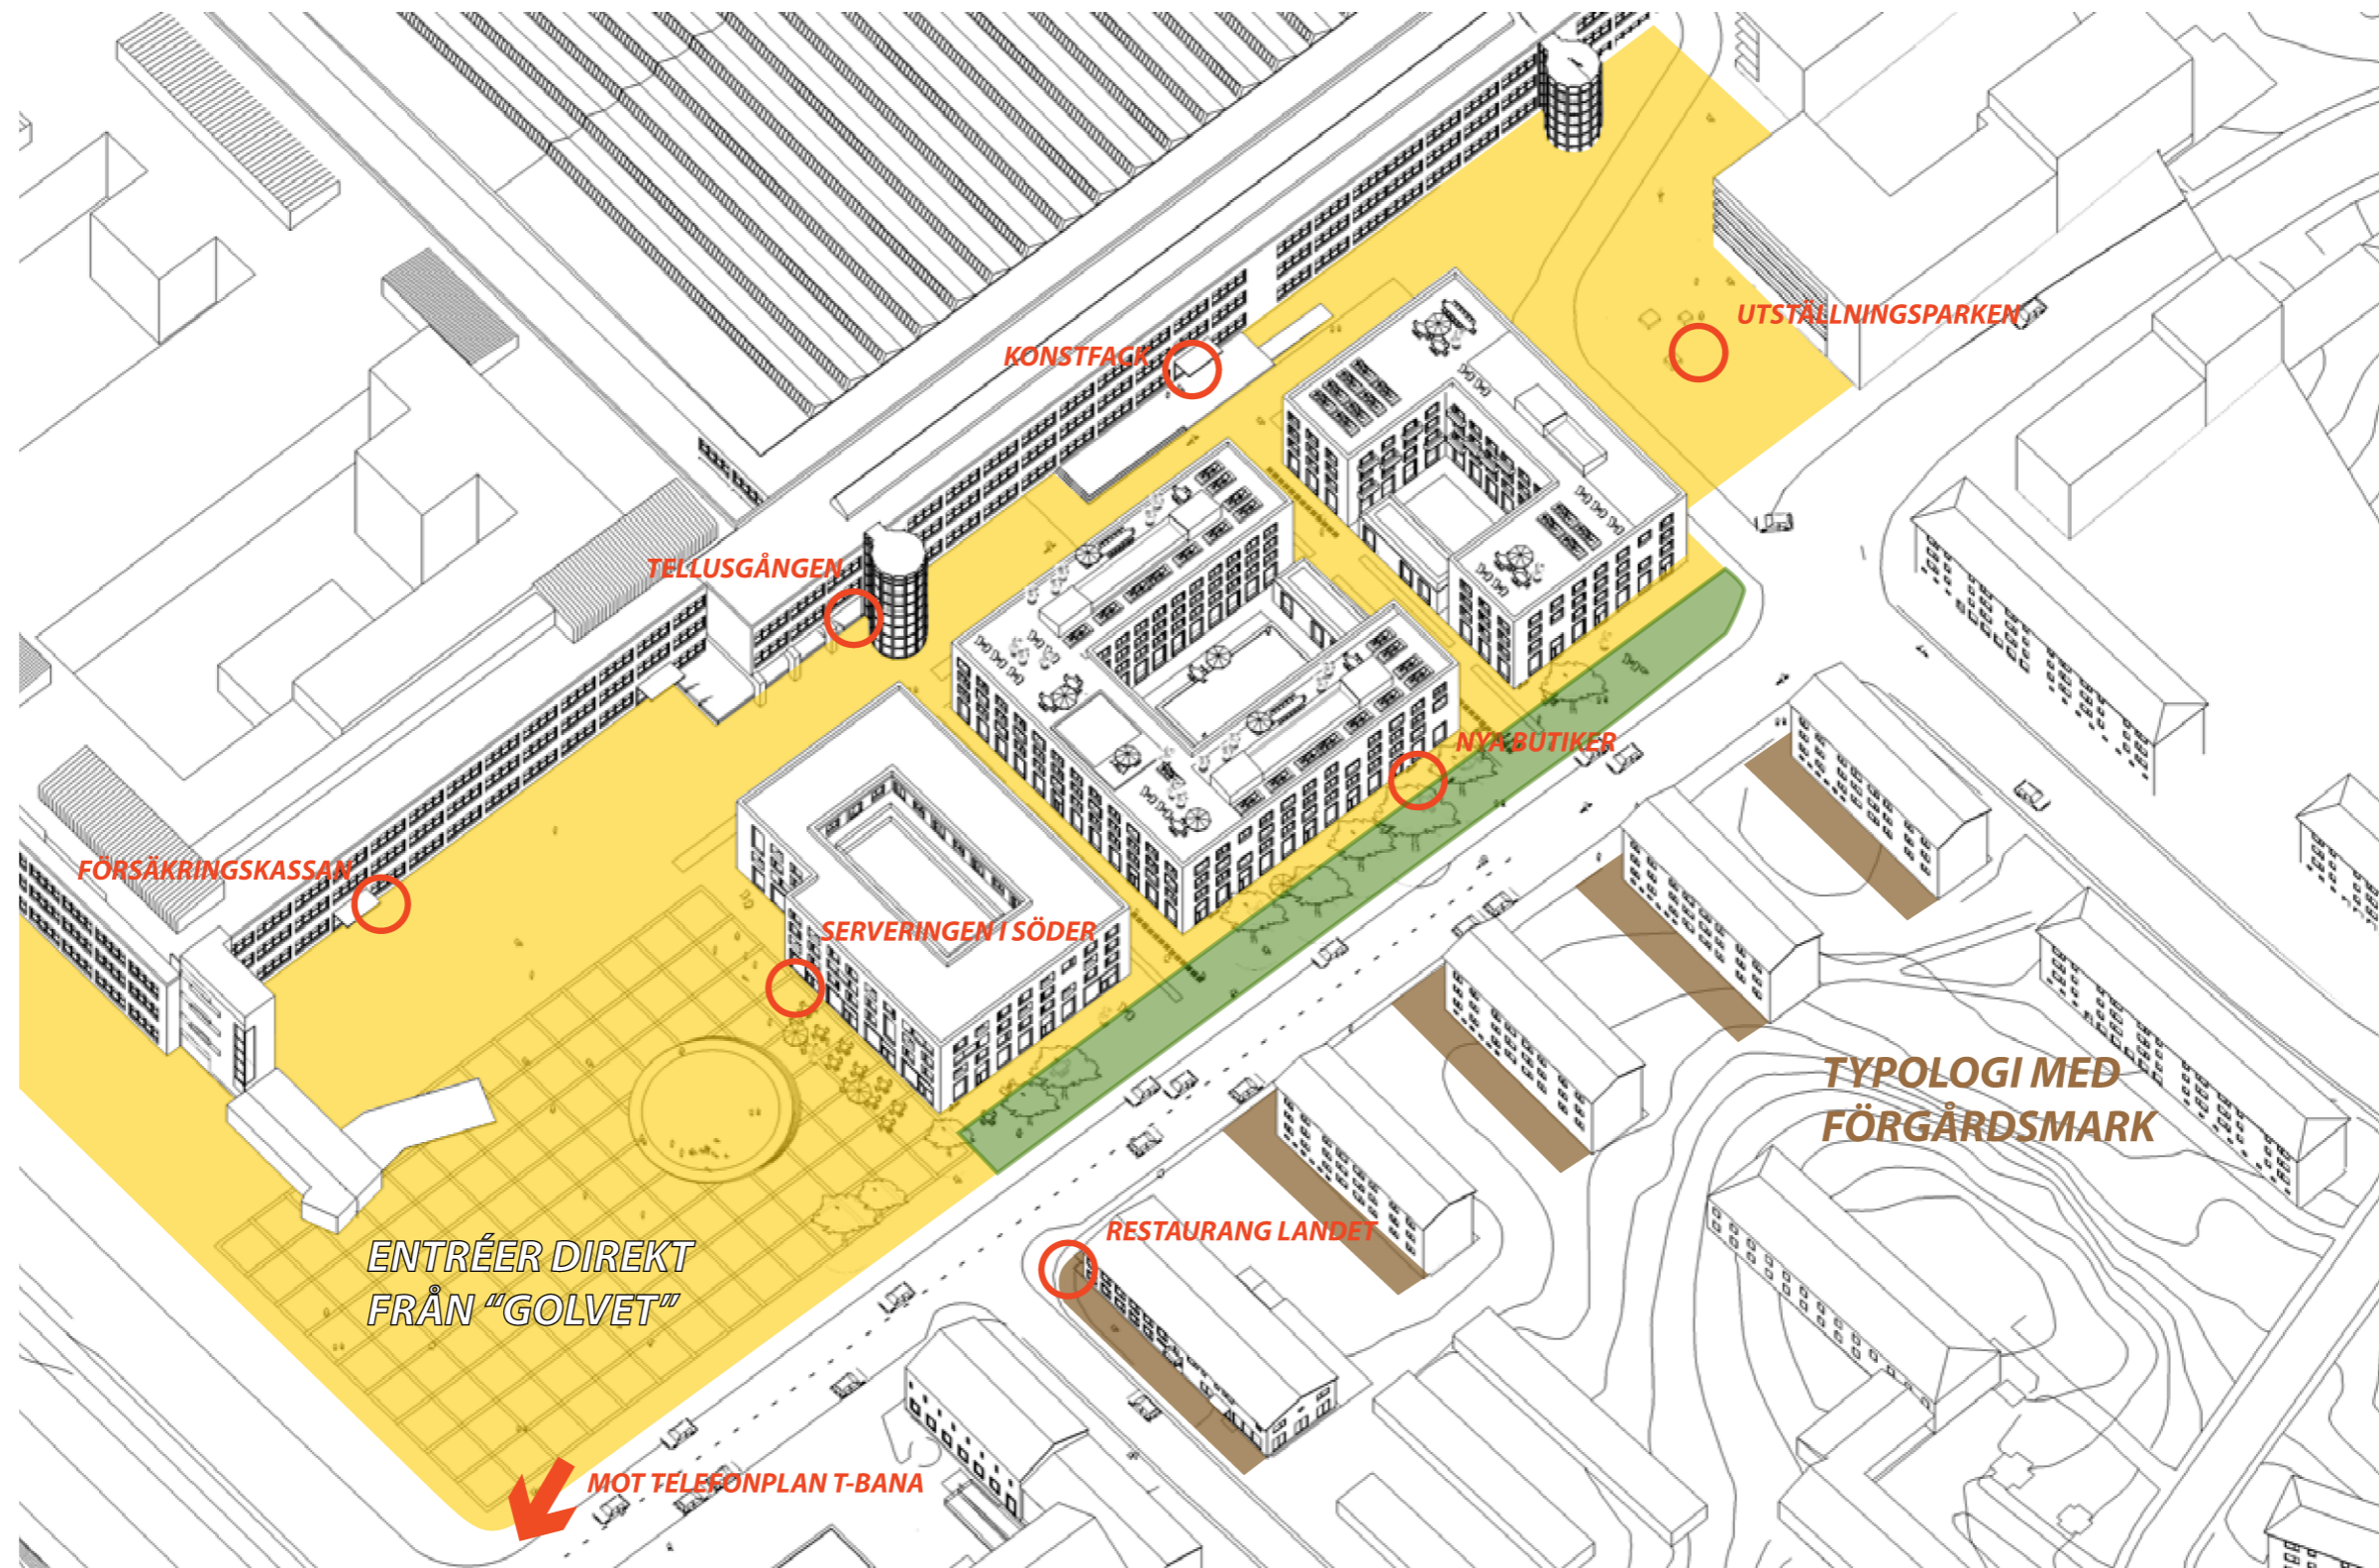 UTSTÄLLNINGSPARKEN
KONSTFACK
TELLUSGÅNGEN
NYA BUTIKER
FÖRSÄKRINGSKASSAN
SERVERINGEN I SÖDER
TYPOLOGI MED
FÖRGÅRDSMARK
RESTAURANG LANDET
ENTRÉER DIREKT
FRÅN “GOLVET”
MOT TELEFONPLAN T-BANA